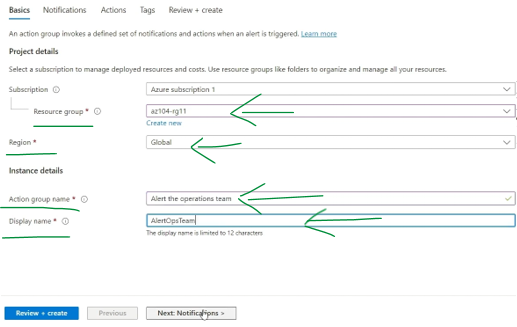 Basics Notifications Actions Tags Review + create
An action group invokes a defined set of notifications and actions when an alert is triggered. Learn more
Project details
Select a subscription to manage deployed resources and costs. Use resource groups like folders to organize and manage all your resources.
Subscription Azure subscription 1
Resource group * az104-rg11
Create new
Region * Global
Instance details
Action group name * Alert the operations team
Display name * AlertOpsTeam
The display name is limited to 12 characters
Review + create Previous Next: Notifications >